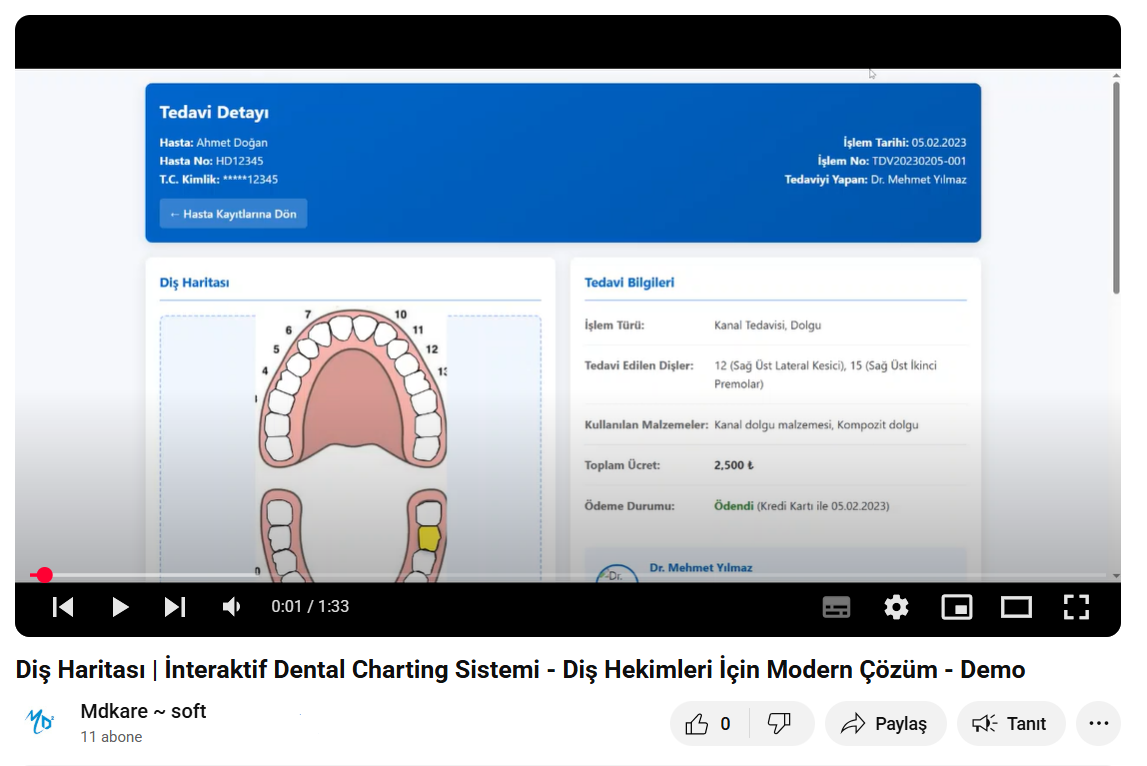 Tedavi Detayı
Hasta: Ahmet Doğan
Hasta No: HD12345
T.C. Kimlik: *****12345
← Hasta Kayıtlarına Dön
İşlem Tarihi: 05.02.2023
İşlem No: TDV20230205-001
Tedaviyi Yapan: Dr. Mehmet Yılmaz
Diş Haritası
7 10
6 11
5 12
4 13
Tedavi Bilgileri
İşlem Türü: Kanal Tedavisi, Dolgu
Tedavi Edilen Dişler: 12 (Sağ Üst Lateral Kesici), 15 (Sağ Üst İkinci
Premolar)
Kullanılan Malzemeler: Kanal dolgu malzemesi, Kompozit dolgu
Toplam Ücret: 2,500 ₺
Ödeme Durumu: Ödendi (Kredi Kartı ile 05.02.2023)
Dr.
Dr. Mehmet Yılmaz
0:01 / 1:33
Diş Haritası | İnteraktif Dental Charting Sistemi - Diş Hekimleri İçin Modern Çözüm - Demo
Mdkare ~ soft
11 abone
0
Paylaş
Tanıt